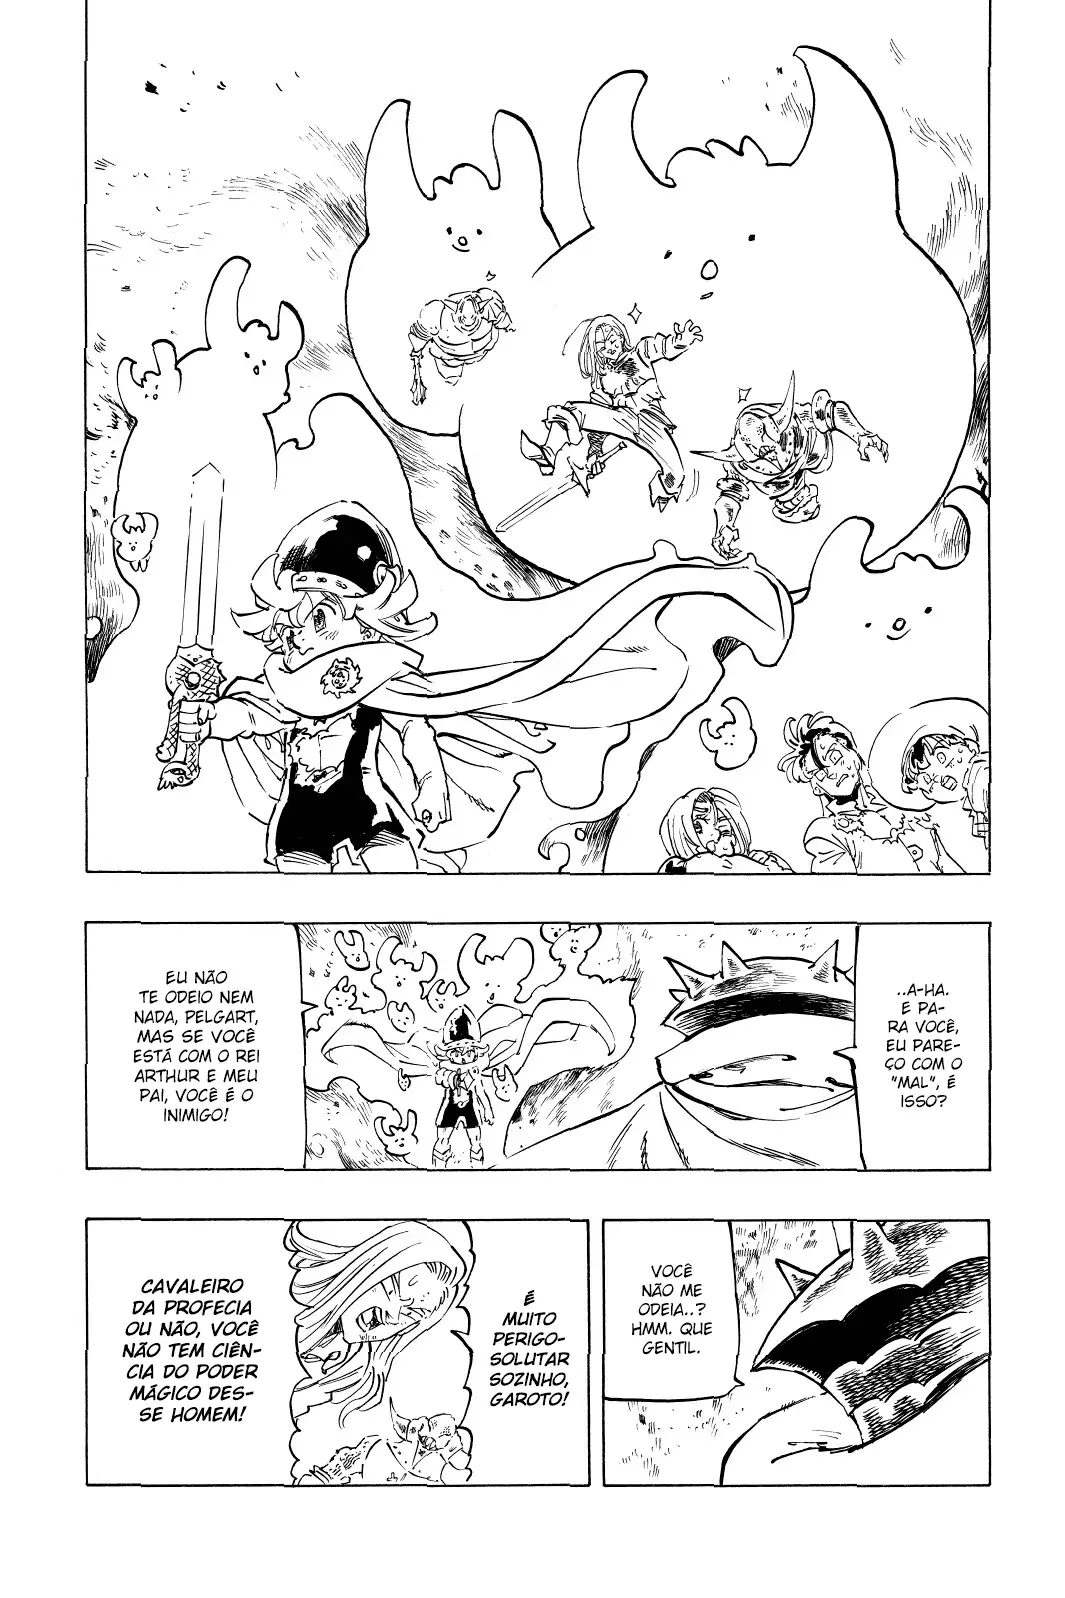 ..A-HA.
E PA-
RA VOCÊ,
EU PARE-
ÇO COM O
"MAL", É
ISSO?
EU NÃO
TE ODEIO NEM
NADA, PELGART,
MAS SE VOCÊ
ESTÁ COM O REI
ARTHUR E MEU
PAI, VOCÊ É O
INIMIGO!
VOCÊ
NÃO ME
ODEIA..?
HMM. QUE
GENTIL.
É
MUITO
PERIGO-
SOLUTAR
SOZINHO,
GAROTO!
CAVALEIRO
DA PROFECIA
OU NÃO, VOCÊ
NÃO TEM CIÊN-
CIA DO PODER
MÁGICO DES-
SE HOMEM!